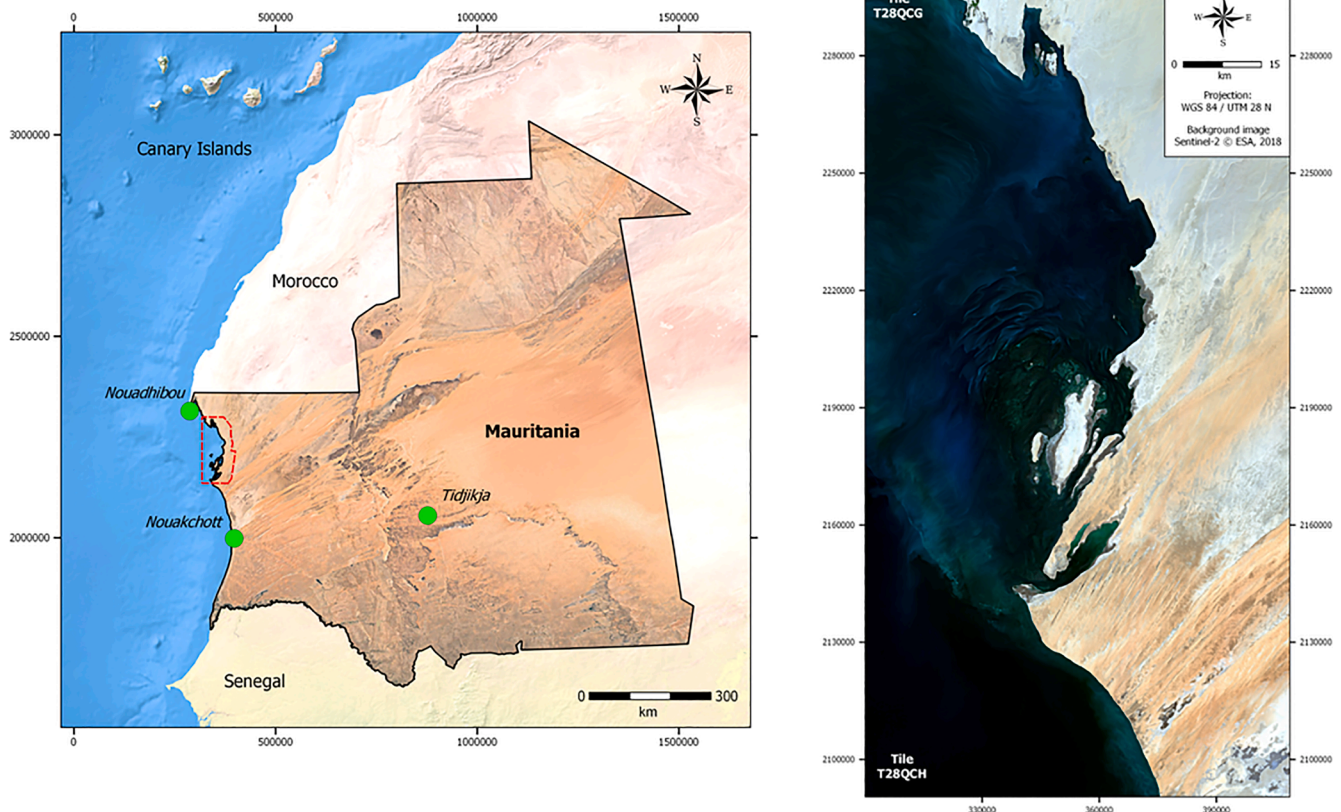 0
500000
1000000
1500000
N
W
E
S
3000000
2500000
2000000
Canary Islands
Morocco
Nouadhibou
Mauritania
Tidjikja
Nouakchott
Senegal
0
300
km
0
500000
1000000
1500000
Tile
T28QCG
W
E
S
0
15
km
Projection:
WGS 84 / UTM 28 N
Background image
Sentinel-2 © ESA, 2018
2280000
2280000
2250000
2250000
2220000
2220000
2190000
2190000
2160000
2160000
2130000
2130000
2100000
2100000
Tile
T28QCH
330000
360000
390000